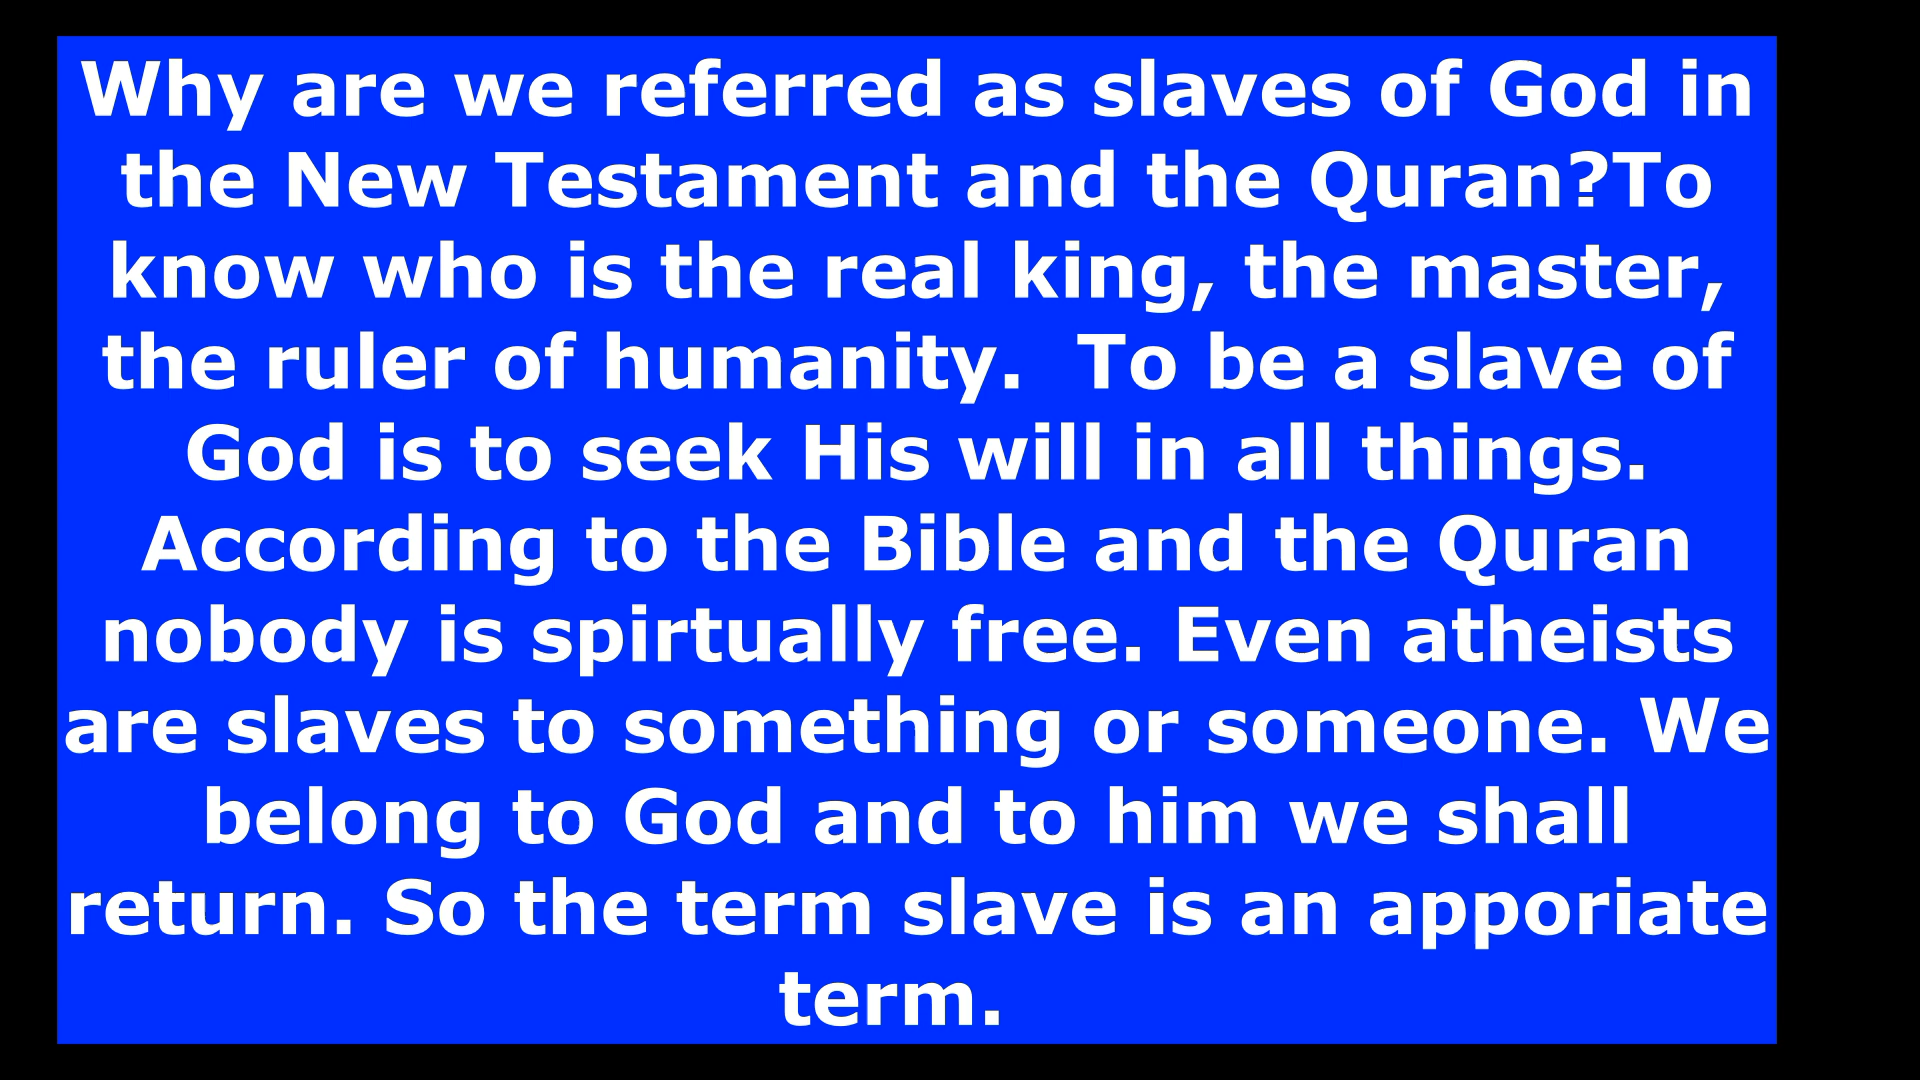 Why are we referred as slaves of God in
the New Testament and the Quran?To
know who is the real king, the master,
the ruler of humanity.  To be a slave of
God is to seek His will in all things.
According to the Bible and the Quran
nobody is spirtually free. Even atheists
are slaves to something or someone. We
belong to God and to him we shall
return. So the term slave is an apporiate
term.